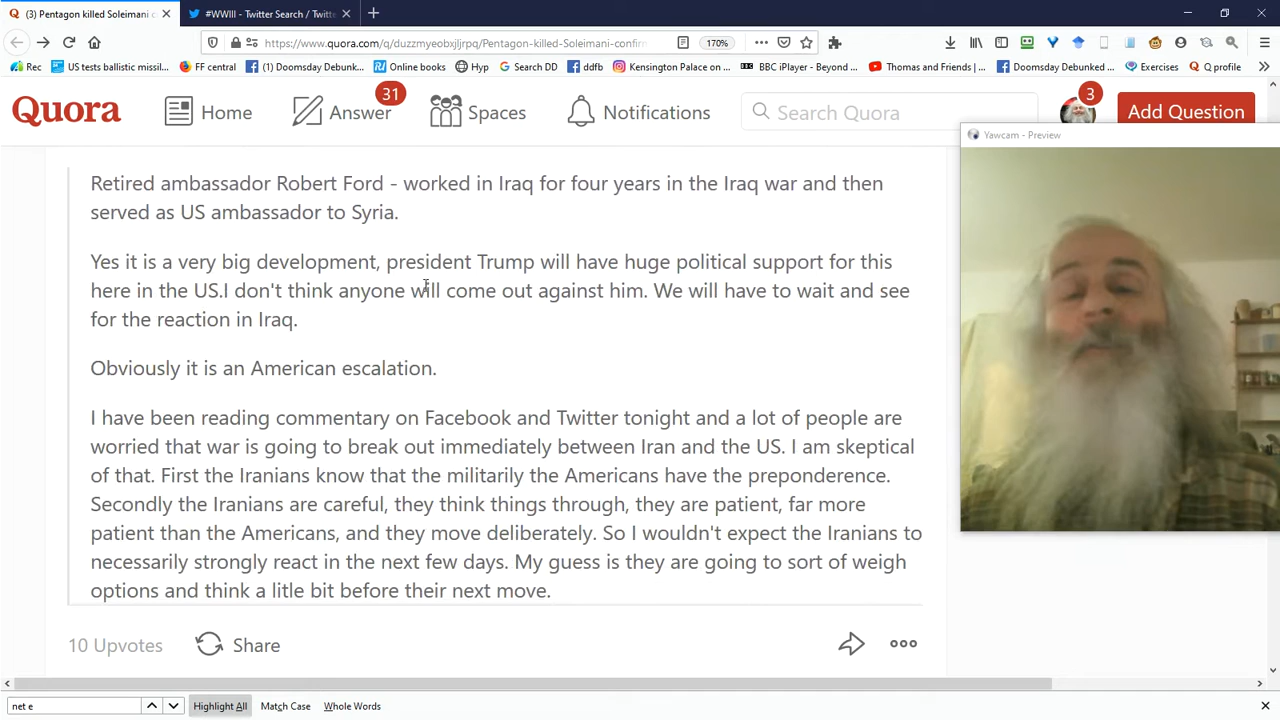 (3) Pentagon killed Soleimani c
#WWIII - Twitter Search / Twitt
https://www.quora.com/q/duzzmyeobxjljrpq/Pentagon-killed-Soleimani-confirm
170%
Rec
US tests ballistic missil...
FF central
(1) Doomsday Debunk...
Online books
Hyp
Search DD
ddfb
Kensington Palace on ...
BBC iPlayer - Beyond ...
Thomas and Friends | ...
Doomsday Debunked ...
Exercises
Q profile
Quora
Home
31
Answer
Spaces
Notifications
Search Quora
3
Add Question
Yawcam - Preview
Retired ambassador Robert Ford - worked in Iraq for four years in the Iraq war and then
served as US ambassador to Syria.
Yes it is a very big development, president Trump will have huge political support for this
here in the US.I don't think anyone will come out against him. We will have to wait and see
for the reaction in Iraq.
Obviously it is an American escalation.
I have been reading commentary on Facebook and Twitter tonight and a lot of people are
worried that war is going to break out immediately between Iran and the US. I am skeptical
of that. First the Iranians know that the militarily the Americans have the preponderence.
Secondly the Iranians are careful, they think things through, they are patient, far more
patient than the Americans, and they move deliberately. So I wouldn't expect the Iranians to
necessarily strongly react in the next few days. My guess is they are going to sort of weigh
options and think a litle bit before their next move.
10 Upvotes
Share
net e
Highlight All
Match Case
Whole Words